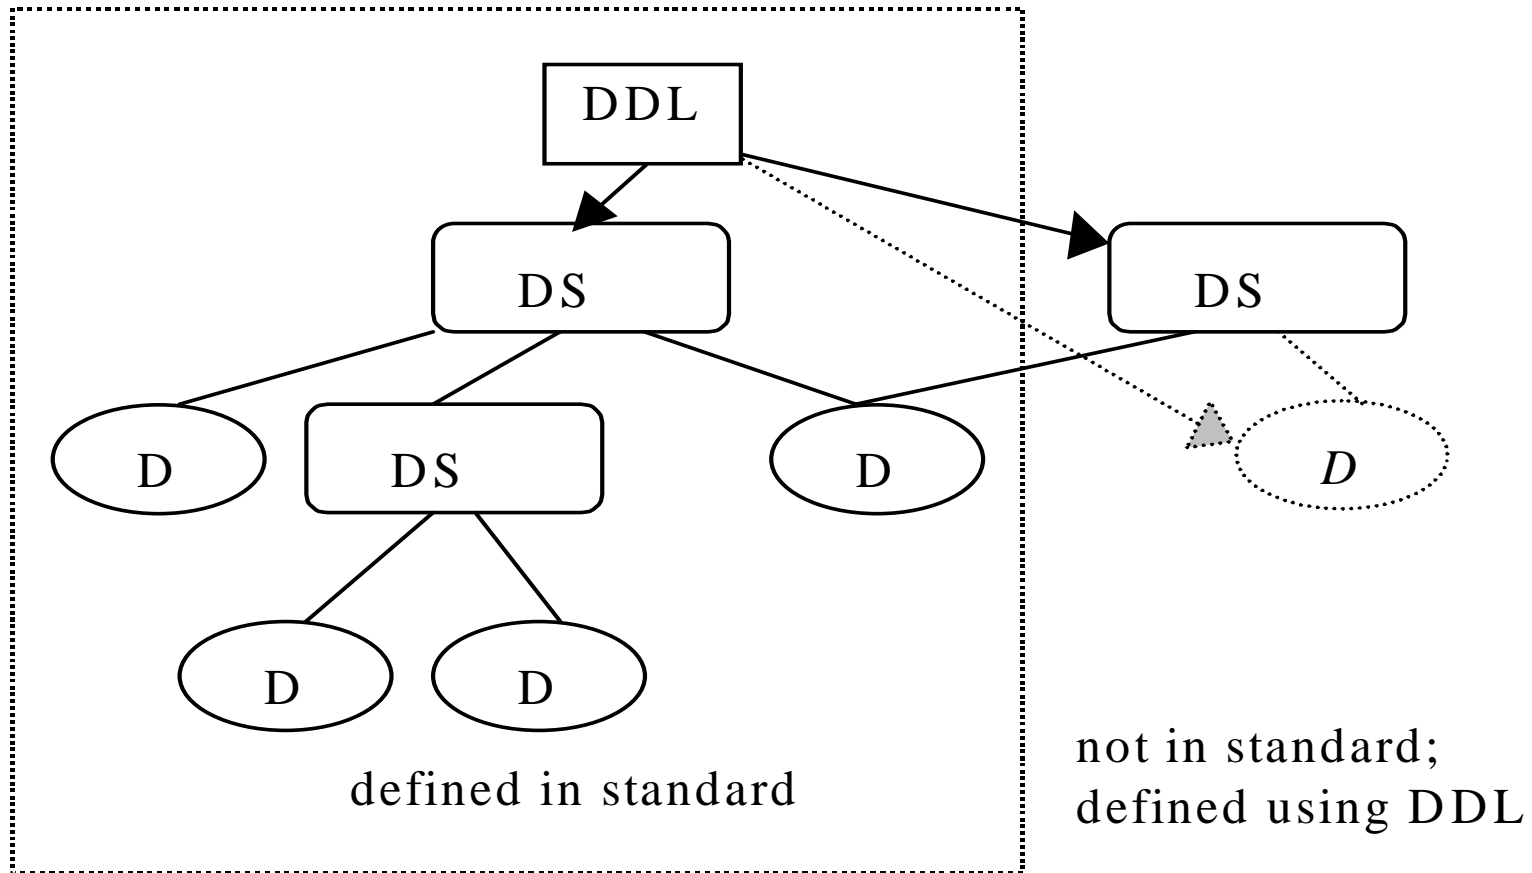 DDL
DS
DS
D
DS
D
D
D
D
defined in standard
not in standard;
defined using DDL